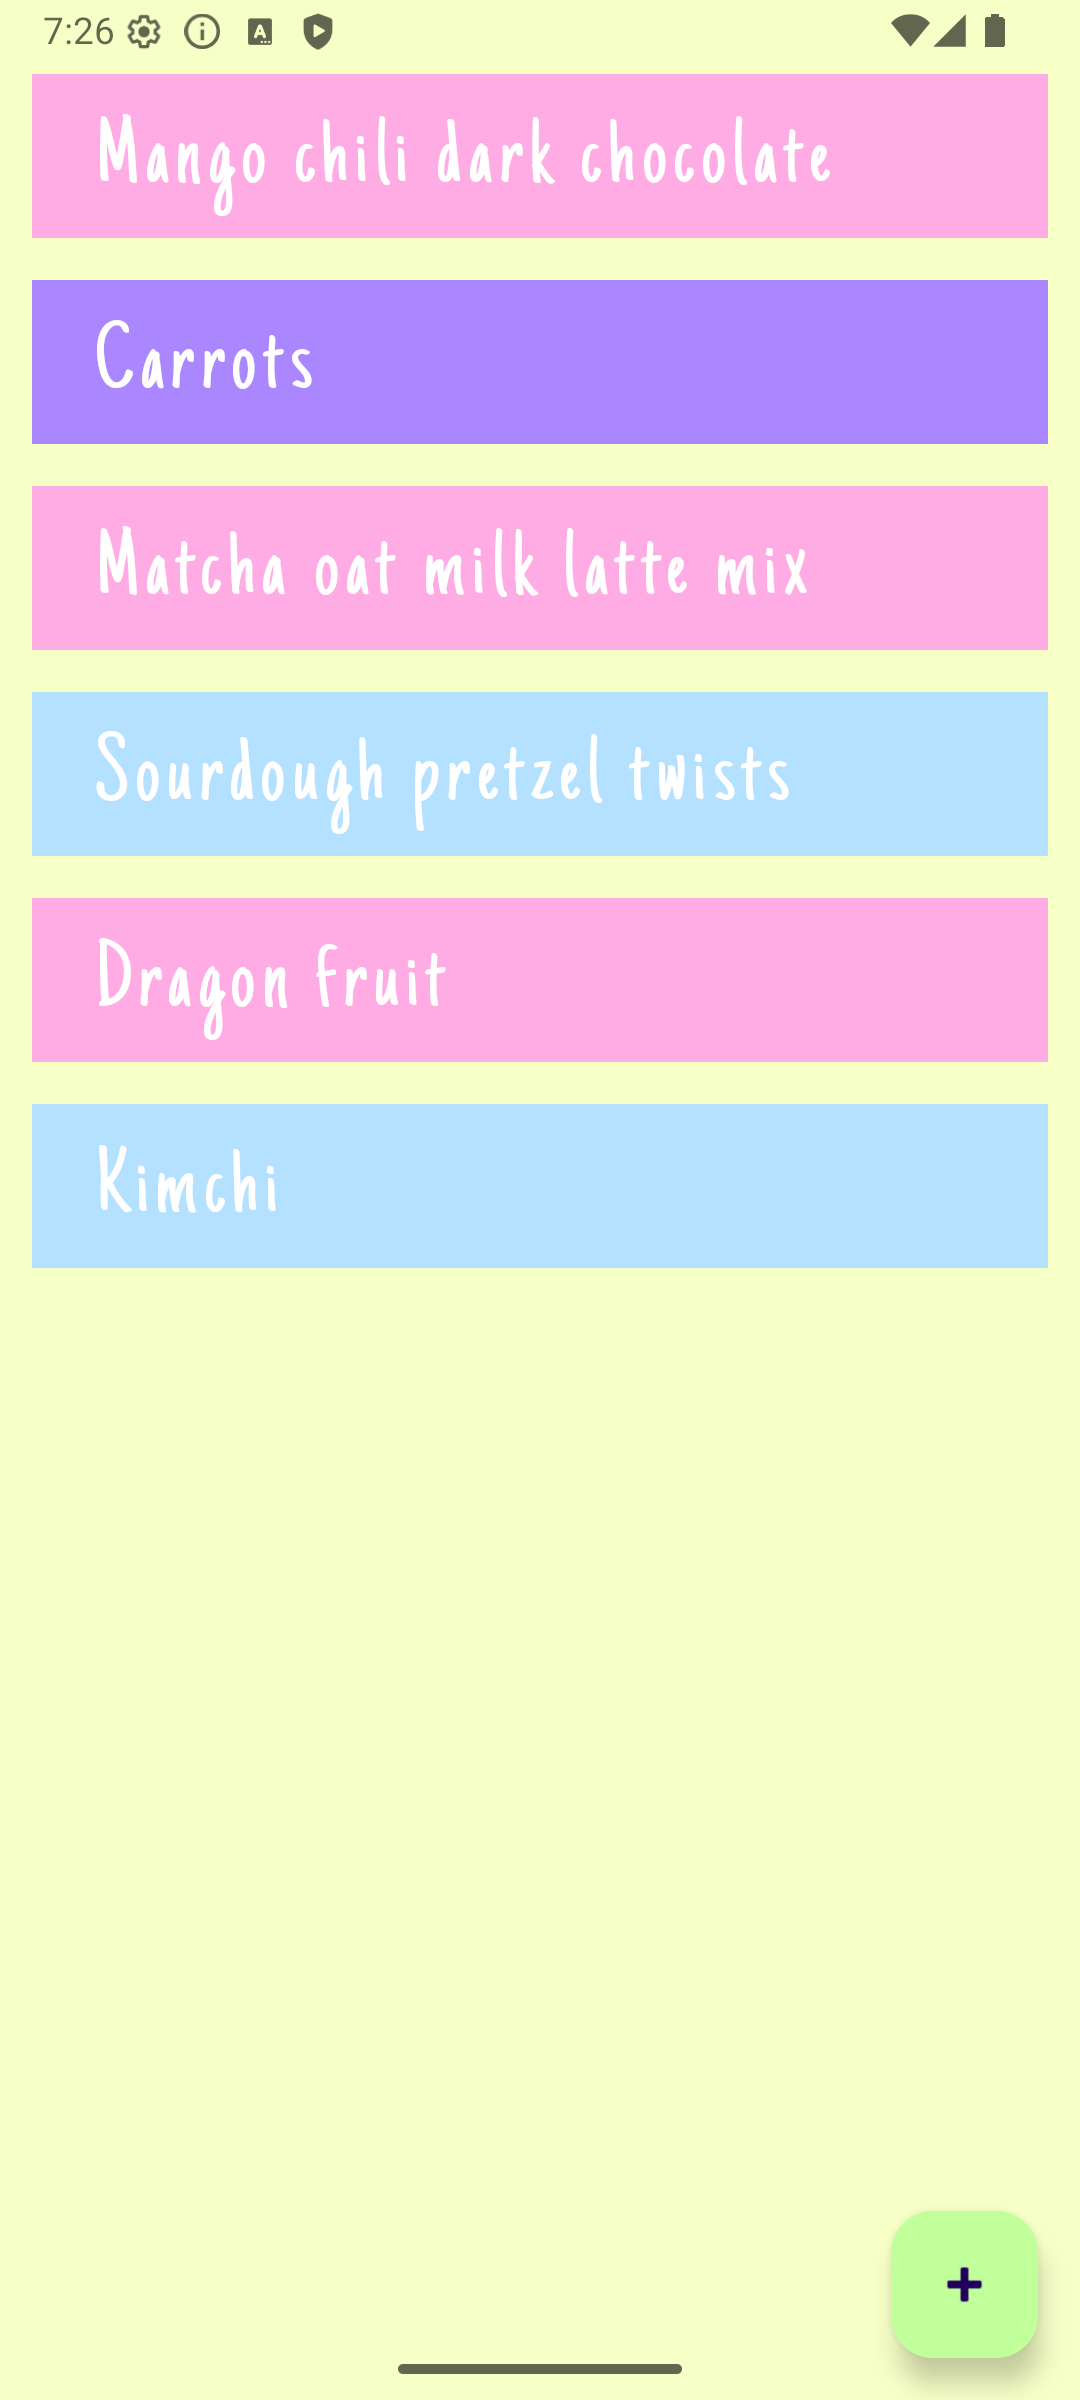 7:26
Mango chili dark chocolate
Carrots
Matcha oat milk latte mix
Sourdough pretzel twists
Dragon fruit
Kimchi